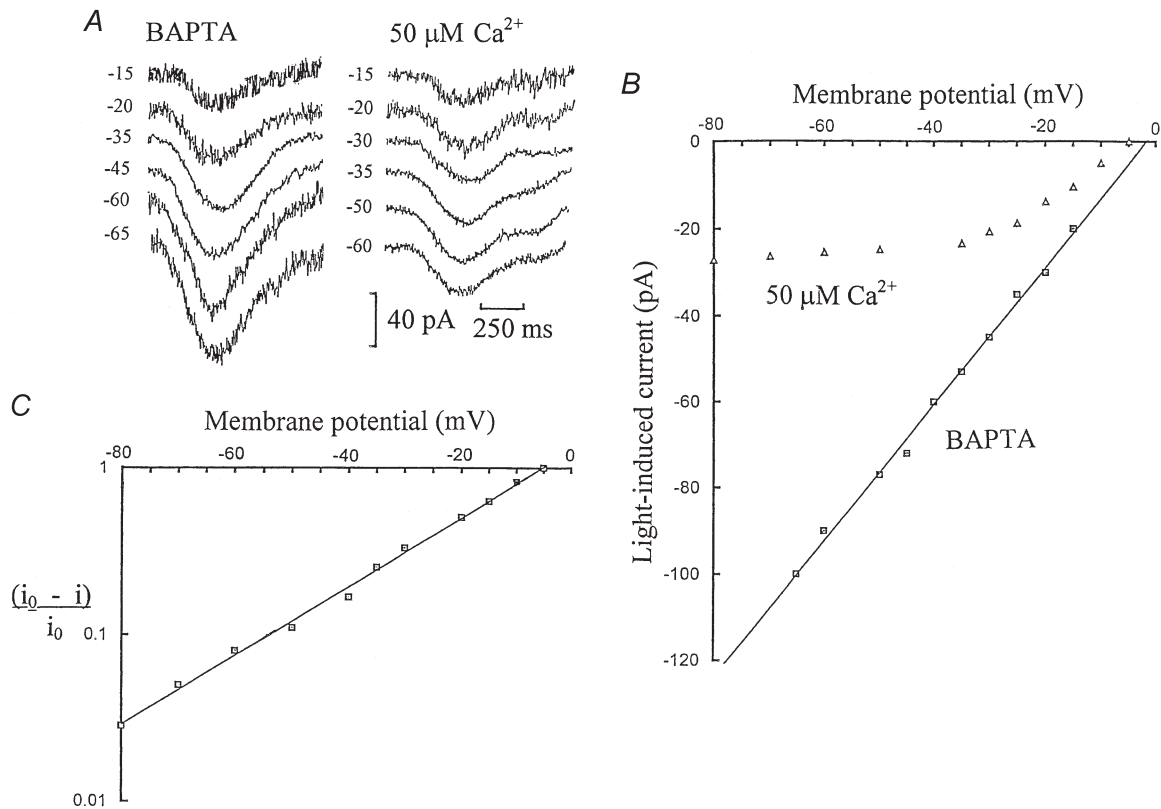 A
BAPTA
50 µM Ca²⁺
-15
-20
-35
-45
-60
-65
-15
-20
-30
-35
-50
-60
40 pA
250 ms
B
Membrane potential (mV)
-80 -60 -40 -20 0
0
-20
-40
-60
-80
-100
-120
Light-induced current (pA)
50 µM Ca²⁺
BAPTA
C
Membrane potential (mV)
-80 -60 -40 -20 0
1
0.1
0.01
(i₀ - i)
i₀